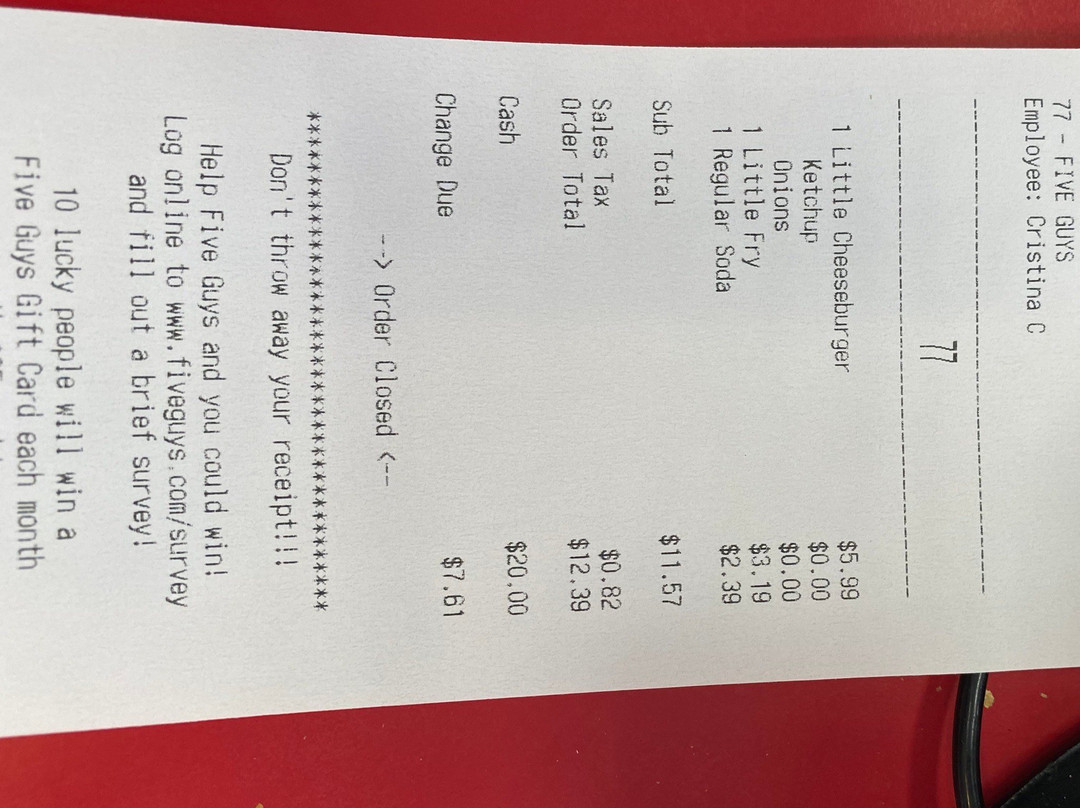 77 - FIVE GUYS
Employee: Cristina C
--------------------------------------
77
--------------------------------------
1 Little Cheeseburger $5.99
Ketchup $0.00
Onions $0.00
1 Little Fry $3.19
1 Regular Soda $2.39
Sub Total $11.57
Sales Tax $0.82
Order Total $12.39
Cash $20.00
Change Due $7.61
--> Order Closed <--
****************************************
Don't throw away your receipt!!!
Help Five Guys and you could win!
Log online to www.fiveguys.com/survey
and fill out a brief survey!
10 lucky people will win a
Five Guys Gift Card each month